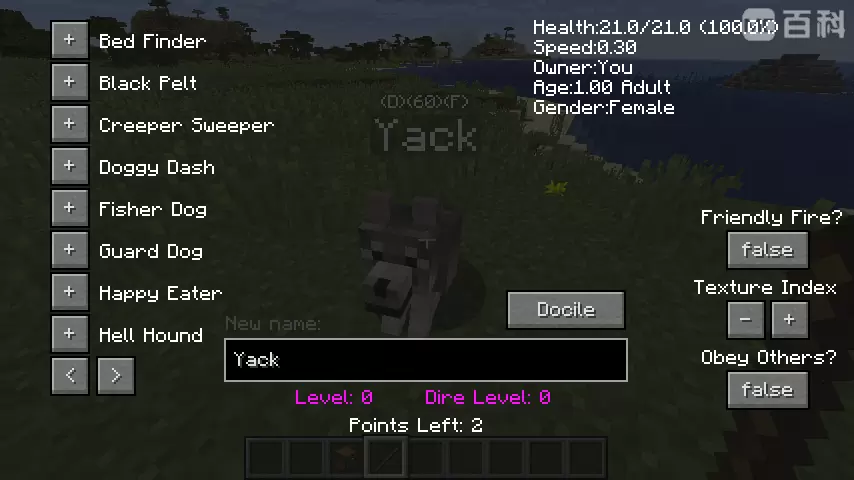 + Bed Finder
+ Black Pelt
+ Creeper Sweeper
+ Doggy Dash
+ Fisher Dog
+ Guard Dog
+ Happy Eater
+ Hell Hound
< >
Health:21.0/21.0 (100.0%)
Speed:0.30
Owner:You
Age:1.00 Adult
Gender:Female
百科
(D)(60)(F)
Yack
Friendly Fire?
false
Texture Index
- +
Obey Others?
false
Docile
New name:
Yack
Level: 0 Dire Level: 0
Points Left: 2